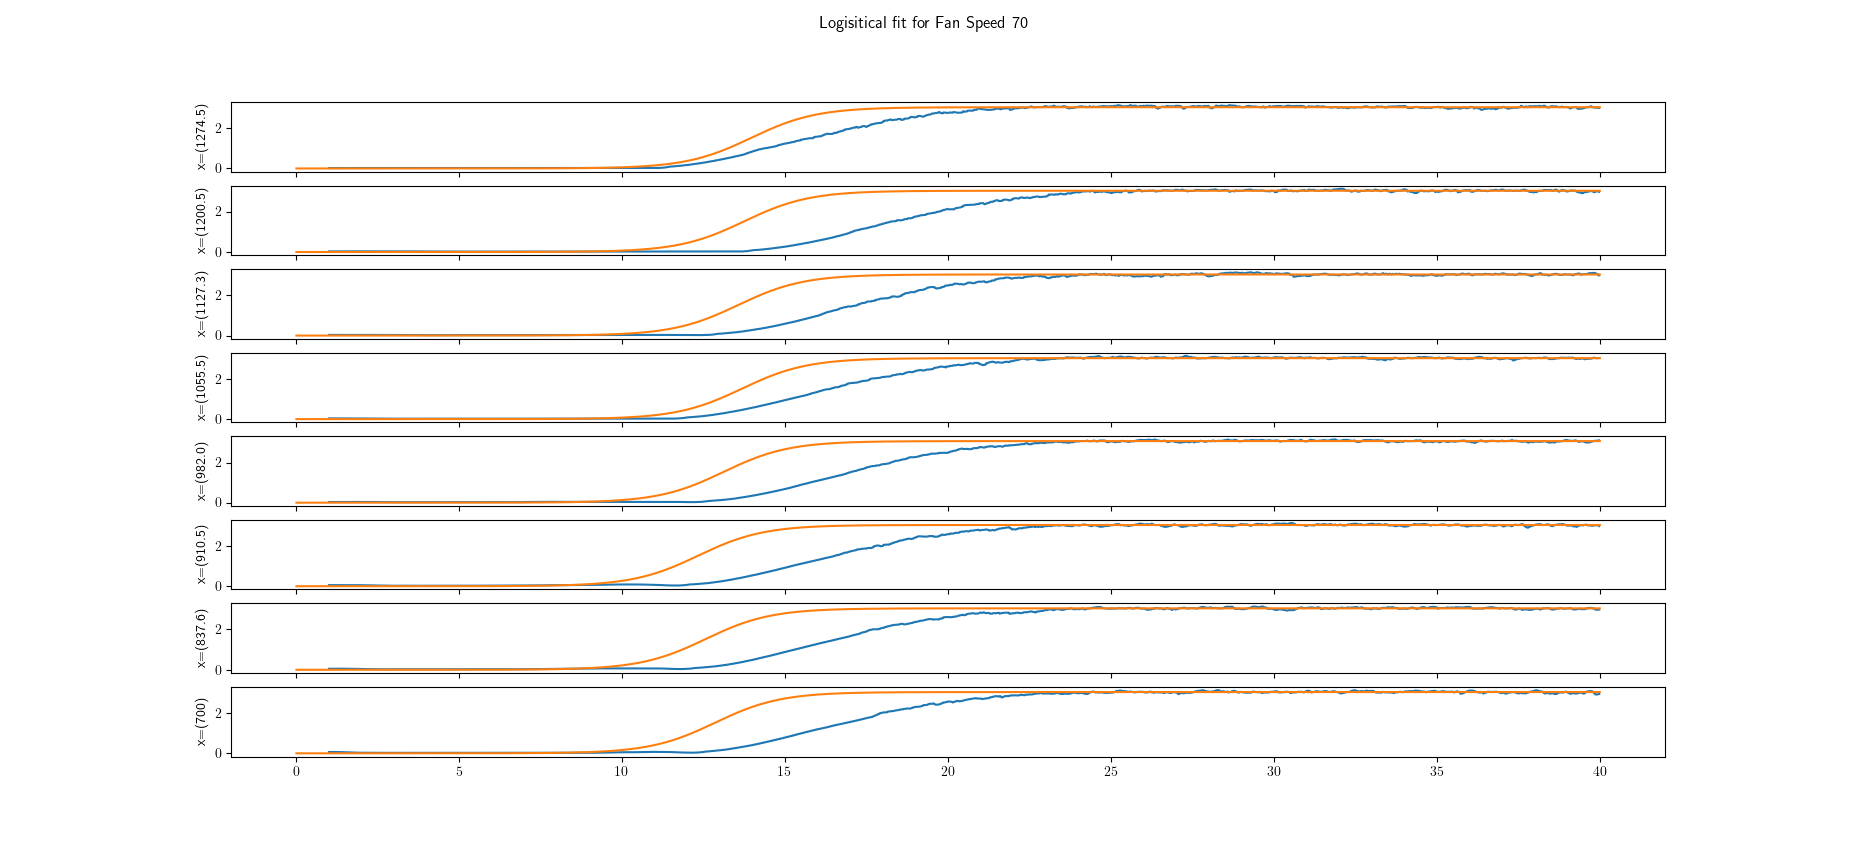 Logisitical fit for Fan Speed 70
x=(1274.5)
2
0
x=(1200.5)
2
0
x=(1127.3)
2
0
x=(1055.5)
2
0
x=(982.0)
2
0
x=(910.5)
2
0
x=(837.6)
2
0
x=(700)
2
0
0 5 10 15 20 25 30 35 40